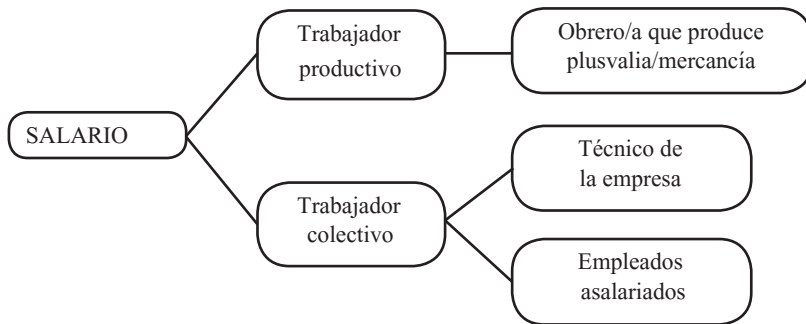 SALARIO
Trabajador
productivo
Obrero/a que produce
plusvalia/mercancía
Trabajador
colectivo
Técnico de
la empresa
Empleados
asalariados